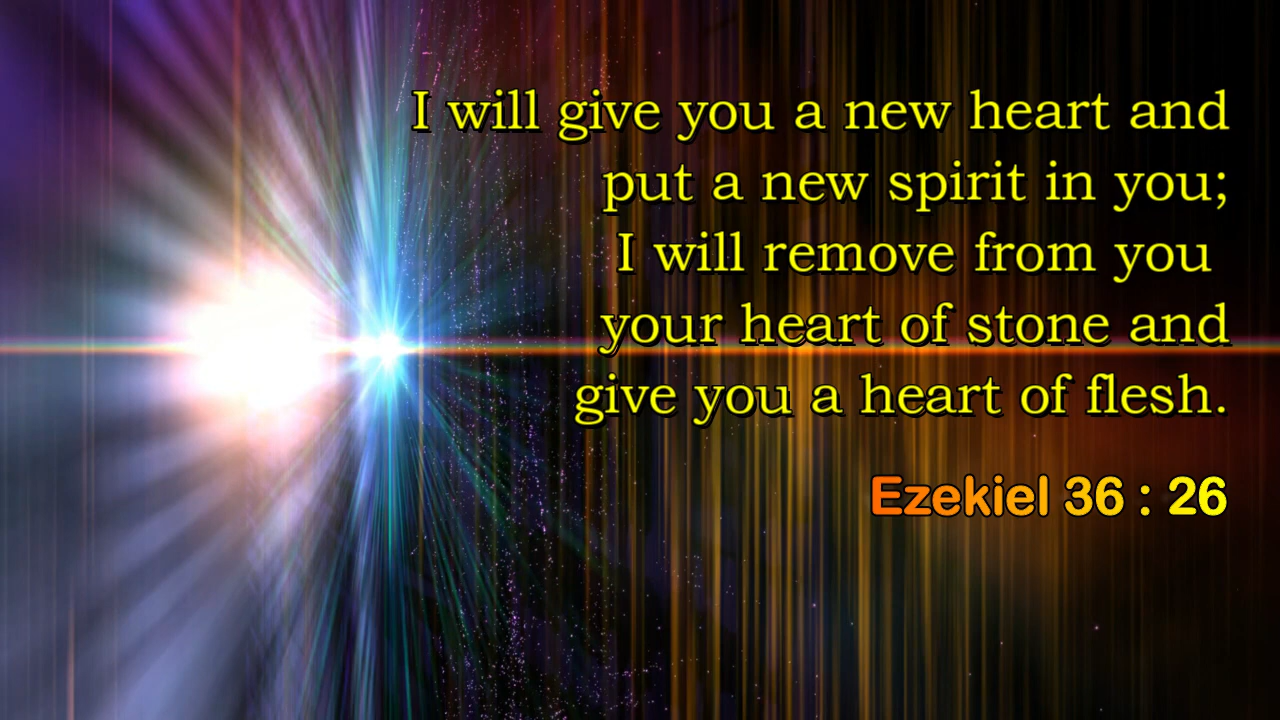 I will give you a new heart and
put a new spirit in you;
I will remove from you
your heart of stone and
give you a heart of flesh.
Ezekiel 36 : 26